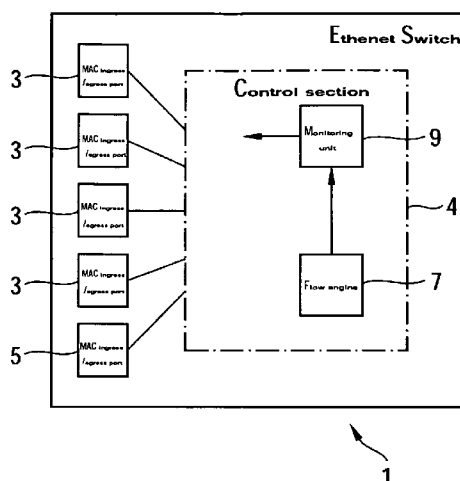 Ethenet Switch
3
MAC Ingress
/egress port
Control section
3
MAC Ingress
/egress port
Monitoring
unit
9
3
MAC Ingress
/egress port
4
3
MAC Ingress
/egress port
Flow engine
7
5
MAC Ingress
/egress port
1